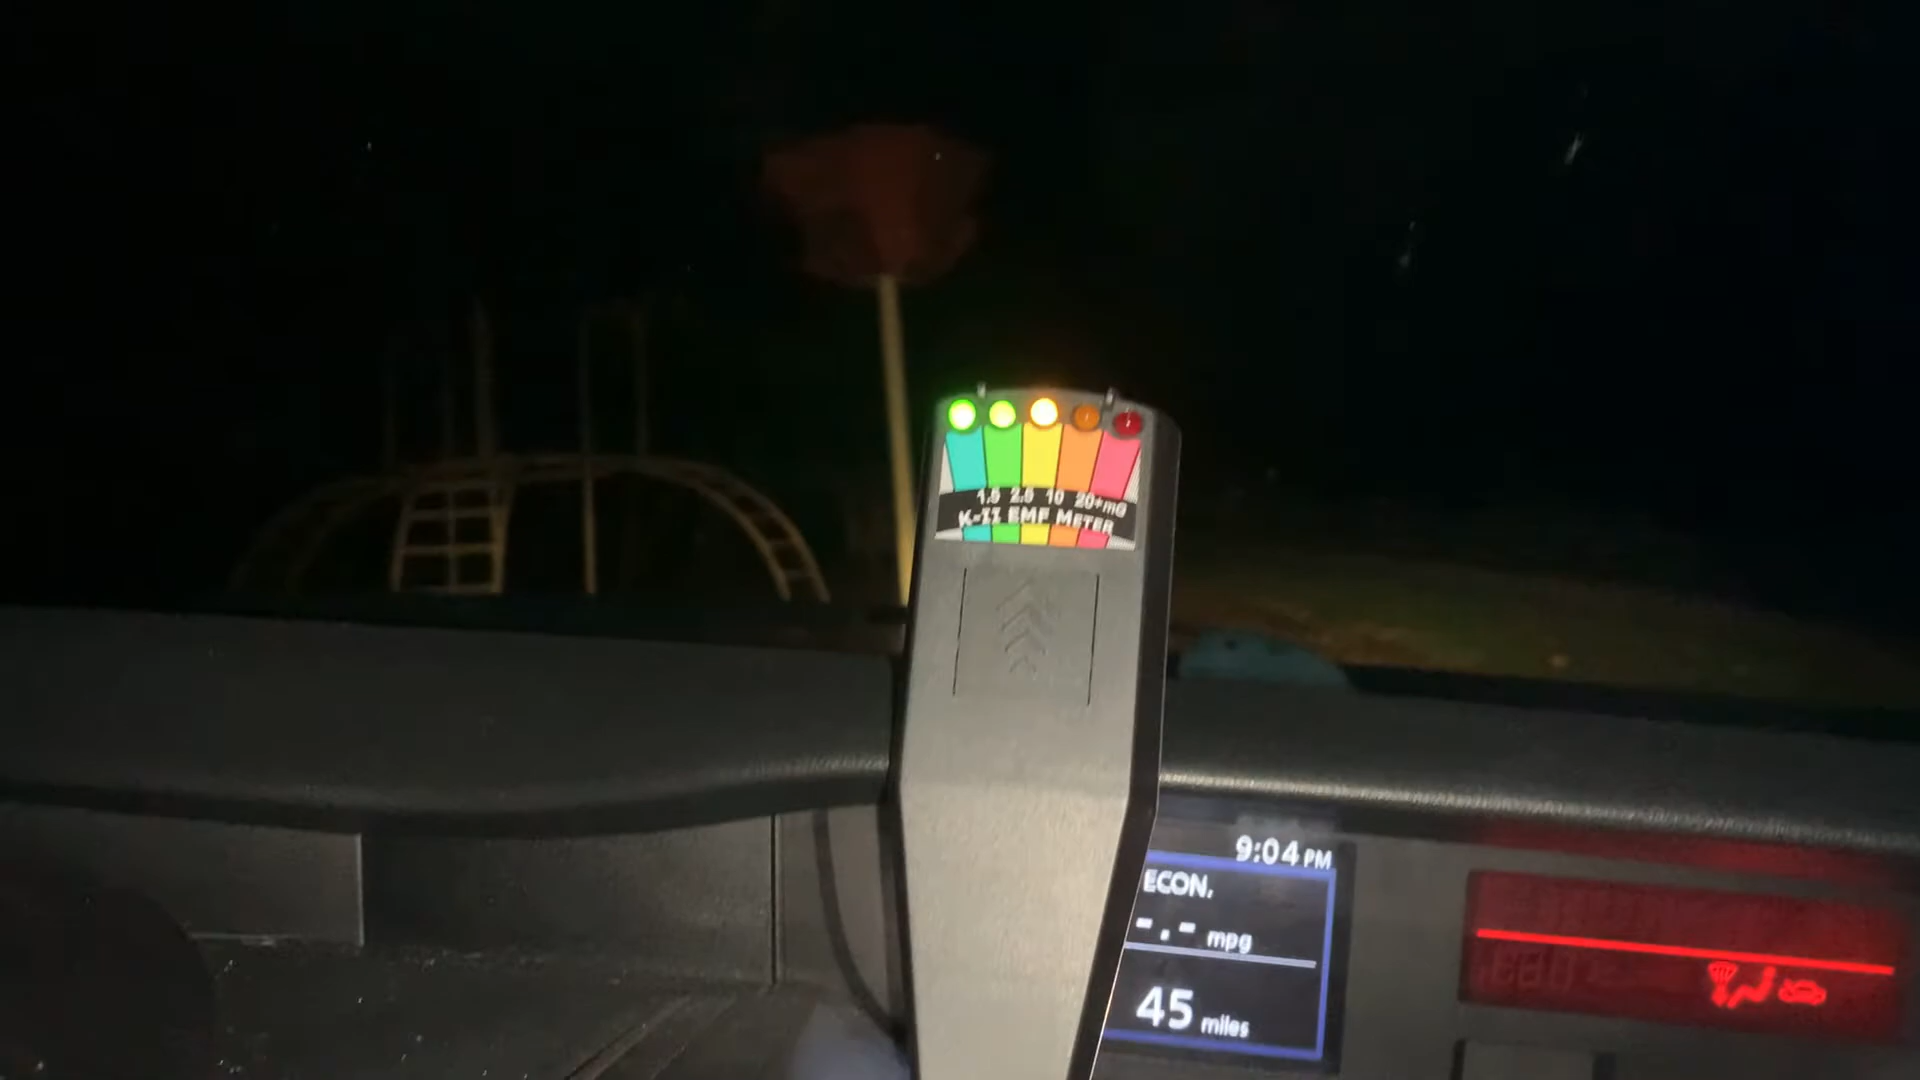 1.5 2.5 10 20+mG
K-II EMF METER
9:04 PM
ECON.
-.- mpg
45 miles